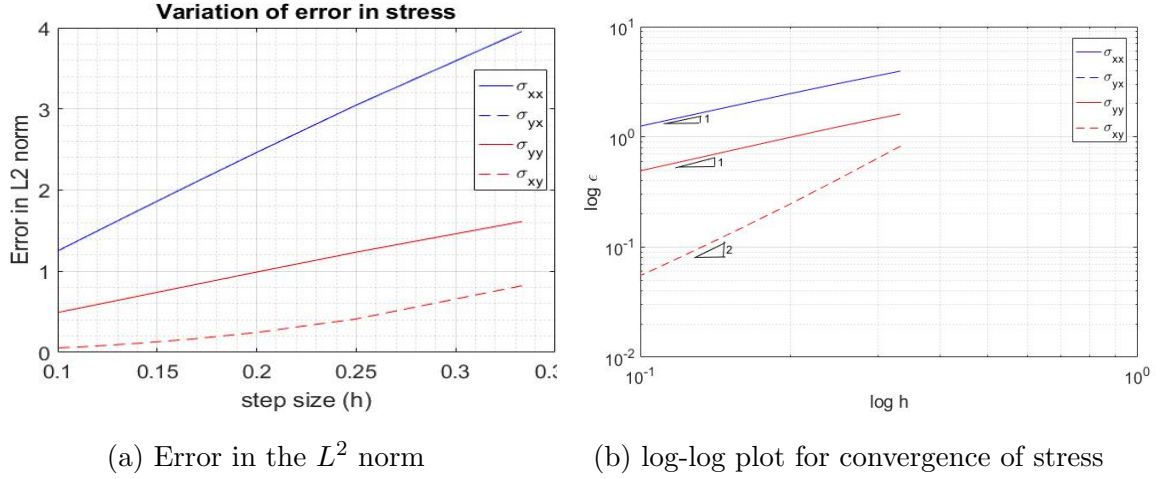 Variation of error in stress
Error in L2 norm
4
3
2
1
0
0.1 0.15 0.2 0.25 0.3 0.3
step size (h)
σxx
σyx
σyy
σxy
(a) Error in the L² norm
log ϵ
10¹
10⁰
10⁻¹
10⁻²
10⁻¹ 10⁰
log h
σxx
σyx
σyy
σxy
1
1
2
(b) log-log plot for convergence of stress